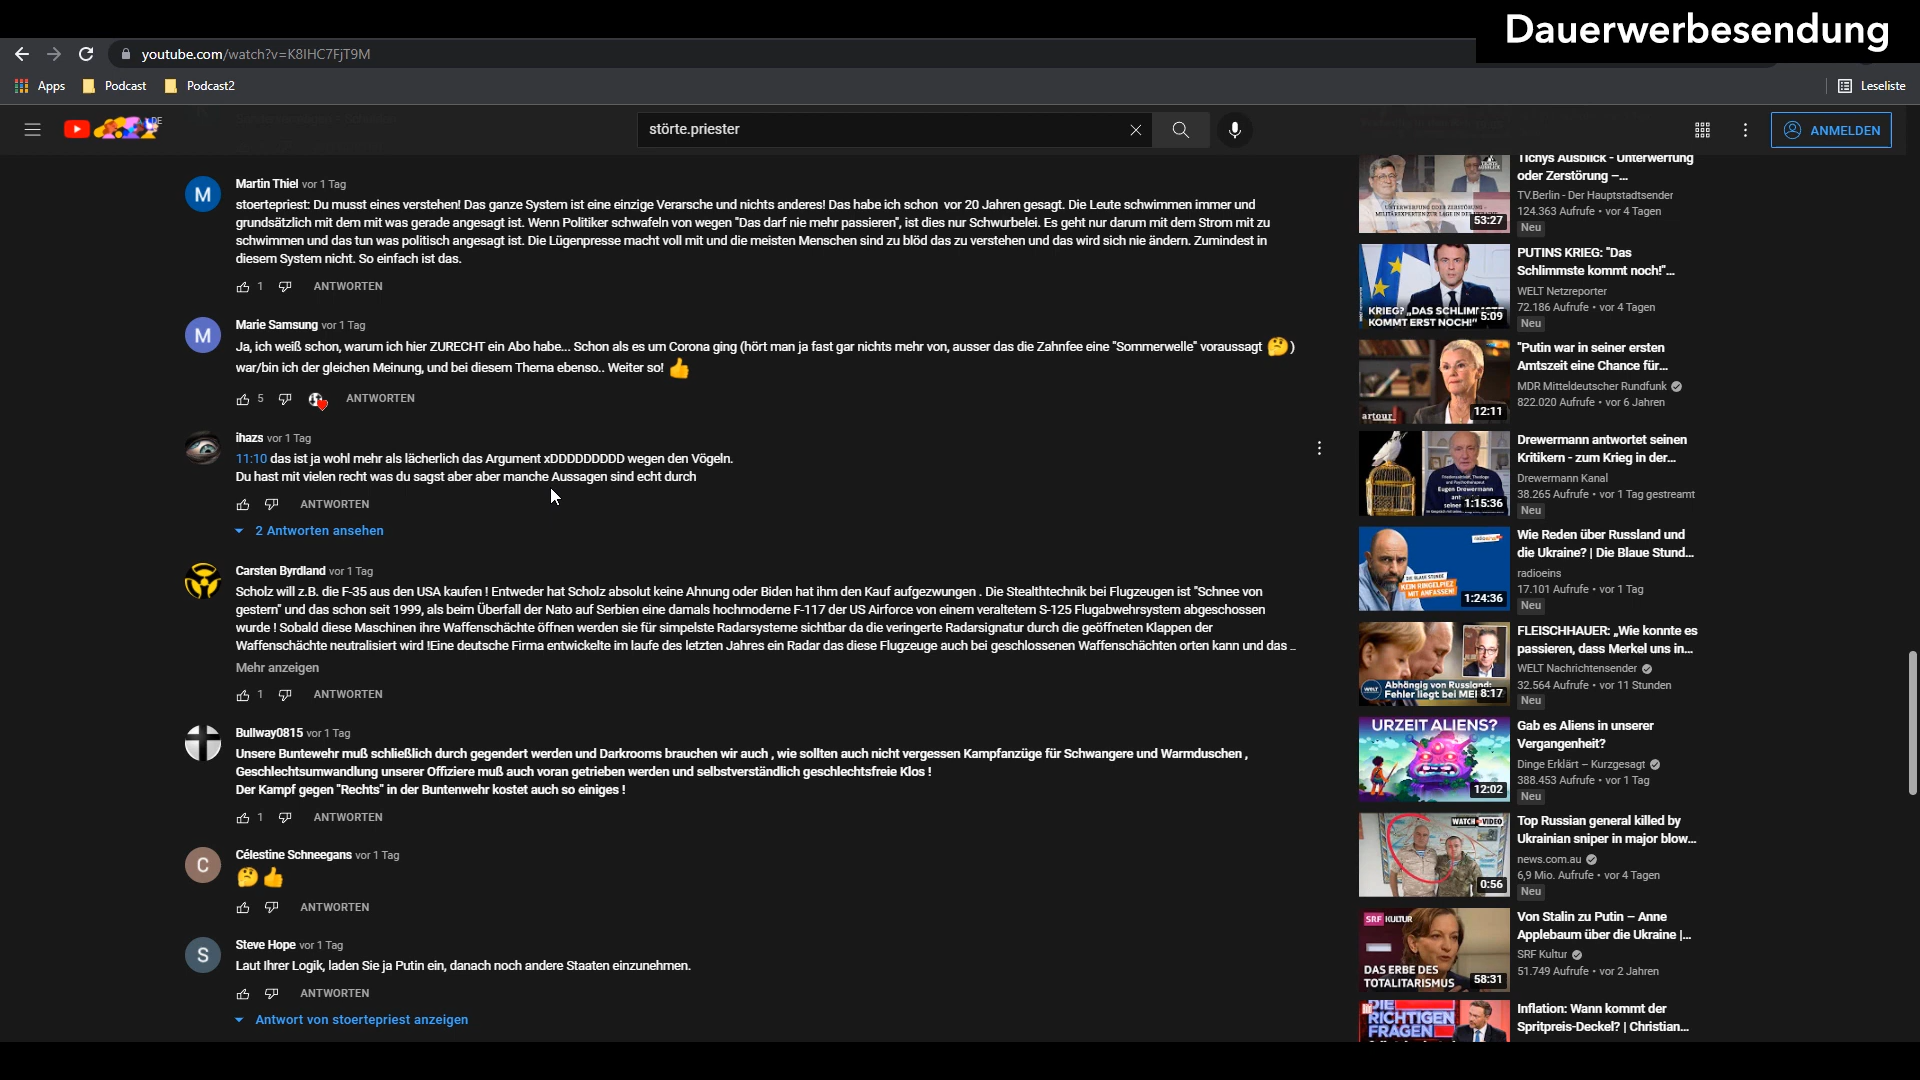 Dauerwerbesendung
youtube.com/watch?v=K8IHC7FjT9M
Apps
Podcast
Podcast2
Leseliste
DE
störte.priester
ANMELDEN
M
Martin Thiel vor 1 Tag
stoertepriest: Du musst eines verstehen! Das ganze System ist eine einzige Verarsche und nichts anderes! Das habe ich schon vor 20 Jahren gesagt. Die Leute schwimmen immer und
grundsätzlich mit dem mit was gerade angesagt ist. Wenn Politiker schwafeln von wegen "Das darf nie mehr passieren", ist dies nur Schwurbelei. Es geht nur darum mit dem Strom mit zu
schwimmen und das tun was politisch angesagt ist. Die Lügenpresse macht voll mit und die meisten Menschen sind zu blöd das zu verstehen und das wird sich nie ändern. Zumindest in
diesem System nicht. So einfach ist das.
1 ANTWORTEN
M
Marie Samsung vor 1 Tag
Ja, ich weiß schon, warum ich hier ZURECHT ein Abo habe... Schon als es um Corona ging (hört man ja fast gar nichts mehr von, ausser das die Zahnfee eine "Sommerwelle" voraussagt 🤔)
war/bin ich der gleichen Meinung, und bei diesem Thema ebenso.. Weiter so! 👍
5 ANTWORTEN
ihazs vor 1 Tag
11:10 das ist ja wohl mehr als lächerlich das Argument xDDDDDDDDD wegen den Vögeln.
Du hast mit vielen recht was du sagst aber aber manche Aussagen sind echt durch
ANTWORTEN
2 Antworten ansehen
Carsten Byrdland vor 1 Tag
Scholz will z.B. die F-35 aus den USA kaufen ! Entweder hat Scholz absolut keine Ahnung oder Biden hat ihm den Kauf aufgezwungen . Die Stealthtechnik bei Flugzeugen ist "Schnee von
gestern" und das schon seit 1999, als beim Überfall der Nato auf Serbien eine damals hochmoderne F-117 der US Airforce von einem veraltetem S-125 Flugabwehrsystem abgeschossen
wurde ! Sobald diese Maschinen ihre Waffenschächte öffnen werden sie für simpelste Radarsysteme sichtbar da die veringerte Radarsignatur durch die geöffneten Klappen der
Waffenschächte neutralisiert wird !Eine deutsche Firma entwickelte im laufe des letzten Jahres ein Radar das diese Flugzeuge auch bei geschlossenen Waffenschächten orten kann und das ...
Mehr anzeigen
1 ANTWORTEN
Bullway0815 vor 1 Tag
Unsere Buntewehr muß schließlich durch gegendert werden und Darkrooms brauchen wir auch , wie sollten auch nicht vergessen Kampfanzüge für Schwangere und Warmduschen ,
Geschlechtsumwandlung unserer Offiziere muß auch voran getrieben werden und selbstverständlich geschlechtsfreie Klos !
Der Kampf gegen "Rechts" in der Buntenwehr kostet auch so einiges !
1 ANTWORTEN
C
Célestine Schneegans vor 1 Tag
🤔👍
ANTWORTEN
S
Steve Hope vor 1 Tag
Laut Ihrer Logik, laden Sie ja Putin ein, danach noch andere Staaten einzunehmen.
ANTWORTEN
Antwort von stoertepriest anzeigen
53:27
Tichys Ausblick - Unterwerfung
oder Zerstörung –...
TV.Berlin - Der Hauptstadtsender
124.363 Aufrufe • vor 4 Tagen
Neu
5:09
PUTINS KRIEG: "Das
Schlimmste kommt noch!"...
WELT Netzreporter
72.186 Aufrufe • vor 4 Tagen
Neu
artour
12:11
"Putin war in seiner ersten
Amtszeit eine Chance für...
MDR Mitteldeutscher Rundfunk
822.020 Aufrufe • vor 6 Jahren
Eugen Drewermann
1:15:36
Drewermann antwortet seinen
Kritikern - zum Krieg in der...
Drewermann Kanal
38.265 Aufrufe • vor 1 Tag gestreamt
Neu
DIE BLAUE STUNDE
KEIN RINGELPIEZ
MIT ANFASSEN!
1:24:36
Wie Reden über Russland und
die Ukraine? | Die Blaue Stund...
radioeins
17.101 Aufrufe • vor 1 Tag
Neu
WELT
Abhängig von Russland:
Fehler liegt bei
8:17
FLEISCHHAUER: „Wie konnte es
passieren, dass Merkel uns in...
WELT Nachrichtensender
32.564 Aufrufe • vor 11 Stunden
Neu
URZEIT ALIENS?
12:02
Gab es Aliens in unserer
Vergangenheit?
Dinge Erklärt – Kurzgesagt
388.453 Aufrufe • vor 1 Tag
Neu
WATCH VIDEO
0:56
Top Russian general killed by
Ukrainian sniper in major blow...
news.com.au
6,9 Mio. Aufrufe • vor 4 Tagen
Neu
SRF KULTUR
DAS ERBE DES
TOTALITARISMUS
58:31
Von Stalin zu Putin – Anne
Applebaum über die Ukraine |...
SRF Kultur
51.749 Aufrufe • vor 2 Jahren
DIE
RICHTIGEN
FRAGEN
Inflation: Wann kommt der
Spritpreis-Deckel? | Christian...